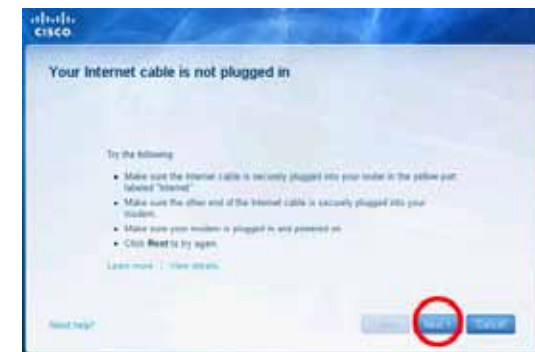 CISCO
Your Internet cable is not plugged in
Try the following:
• Make sure the Internet cable is securely plugged into your router in the yellow port
labeled "Internet"
• Make sure the other end of the Internet cable is securely plugged into your
modem.
• Make sure your modem is plugged in and powered on
• Click Next to try again.
Learn more | View details
Need help?
Next Cancel